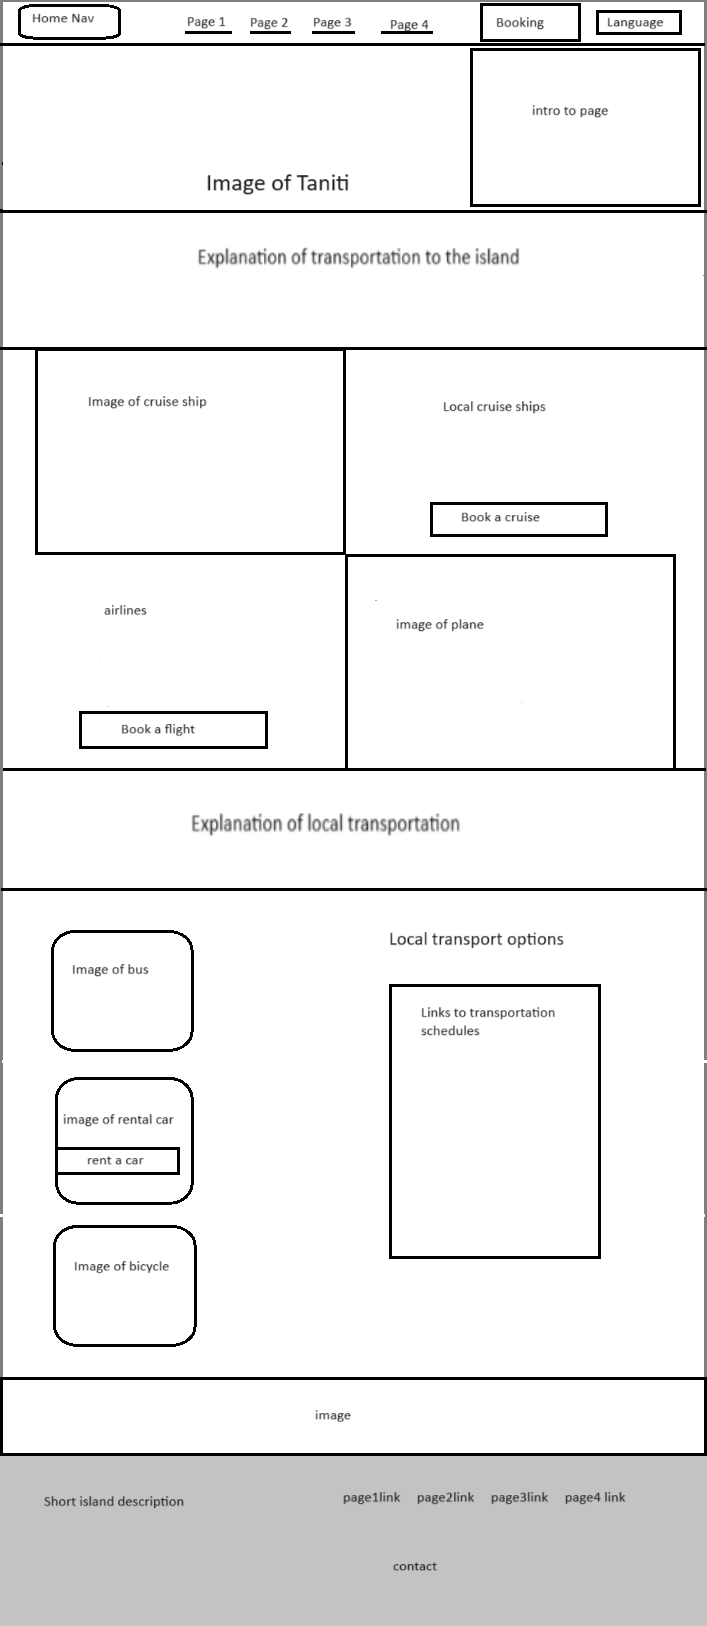 Home Nav
Page 1
Page 2
Page 3
Page 4
Booking
Language
intro to page
Image of Taniti
Explanation of transportation to the island
Image of cruise ship
Local cruise ships
Book a cruise
airlines
image of plane
Book a flight
Explanation of local transportation
Local transport options
Image of bus
Links to transportation
schedules
image of rental car
rent a car
Image of bicycle
image
Short island description
page1link
page2link
page3link
page4 link
contact